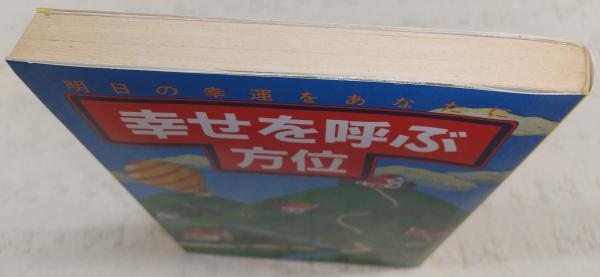 明日の幸運をあなたに
幸せを呼ぶ
方位